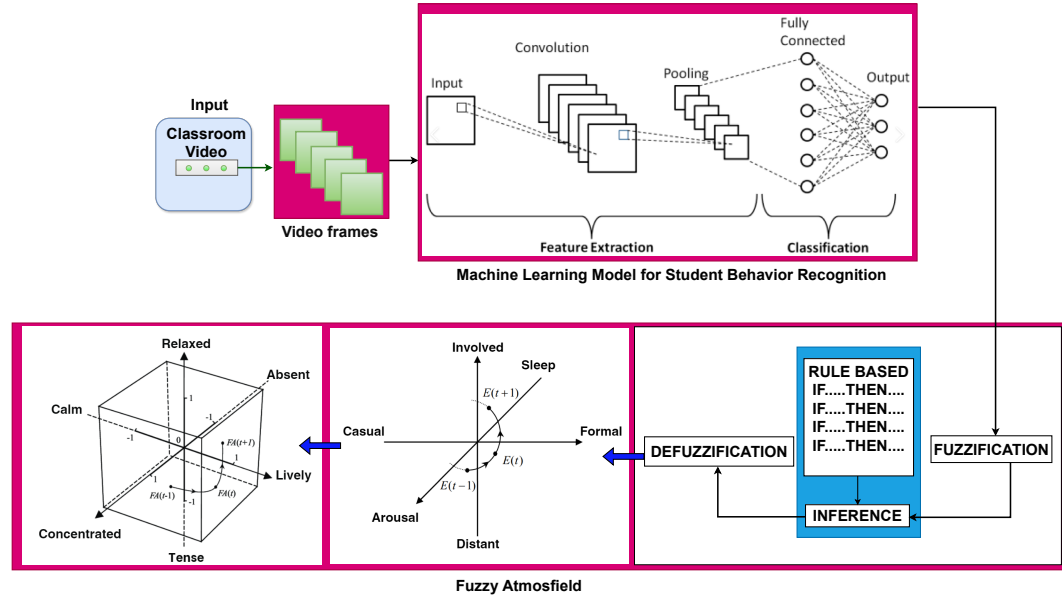 Input
Classroom
Video
Video frames
Input
Convolution
Pooling
Fully
Connected
Output
Feature Extraction
Classification
Machine Learning Model for Student Behavior Recognition
Relaxed
Absent
Calm
1
-1
-1
0
FA(t+1)
1
Lively
1
FA(t-1)
FA(t)
-1
Concentrated
Tense
Involved
Sleep
E(t+1)
Casual
Formal
E(t)
E(t−1)
Arousal
Distant
RULE BASED
IF.....THEN....
IF....THEN....
IF....THEN....
IF....THEN....
DEFUZZIFICATION
FUZZIFICATION
INFERENCE
Fuzzy Atmosfield